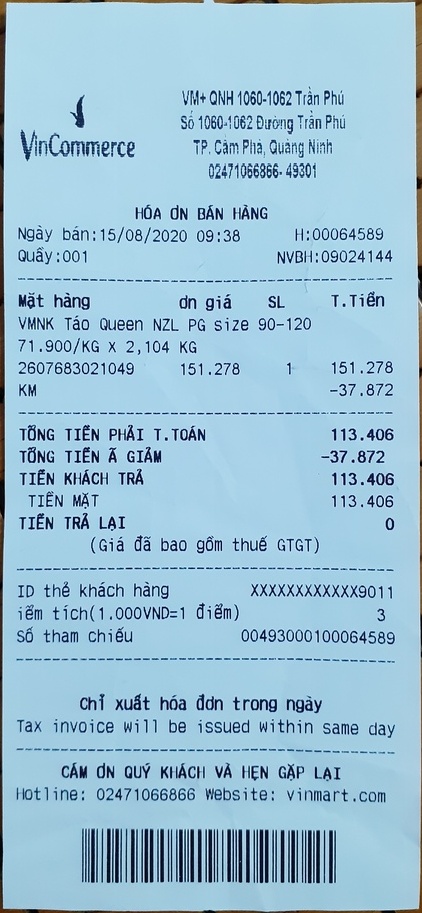 VinCommerce
VM+ QNH 1060-1062 Trần Phú
Số 1060-1062 Đường Trần Phú
TP. Cẩm Phả, Quảng Ninh
02471066866- 49301
HÓA ƠN BÁN HÀNG
Ngày bán:15/08/2020 09:38 H:00064589
Quầy:001 NVBH:09024144
Mặt hàng ơn giá SL T.Tiền
VMNK Táo Queen NZL PG size 90-120
71.900/KG X 2,104 KG
2607683021049 151.278 1 151.278
KM -37.872
TỔNG TIỀN PHẢI T.TOÁN 113.406
TỔNG TIỀN Ã GIẢM -37.872
TIỀN KHÁCH TRẢ 113.406
TIỀN MẶT 113.406
TIỀN TRẢ LẠI 0
(Giá đã bao gồm thuế GTGT)
ID thẻ khách hàng XXXXXXXXXXXX9011
iểm tích(1.000VND=1 điểm) 3
Số tham chiếu 00493000100064589
Chỉ xuất hóa đơn trong ngày
Tax invoice will be issued within same day
CÁM ƠN QUÝ KHÁCH VÀ HẸN GẶP LẠI
Hotline: 02471066866 Website: vinmart.com